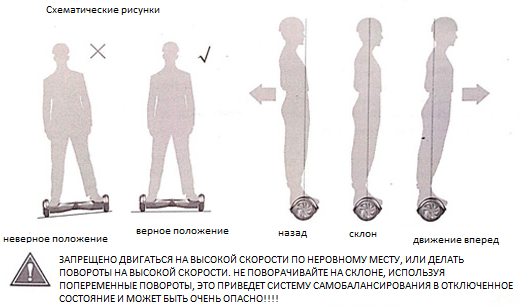 Схематические рисунки
неверное положение
верное положение
назад
склон
движение вперед
ЗАПРЕЩЕНО ДВИГАТЬСЯ НА ВЫСОКОЙ СКОРОСТИ ПО НЕРОВНОМУ МЕСТУ, ИЛИ ДЕЛАТЬ
ПОВОРОТЫ НА ВЫСОКОЙ СКОРОСТИ. НЕ ПОВОРАЧИВАЙТЕ НА СКЛОНЕ, ИСПОЛЬЗУЯ
ПОПЕРЕМЕННЫЕ ПОВОРОТЫ, ЭТО ПРИВЕДЕТ СИСТЕМУ САМОБАЛАНСИРОВАНИЯ В ОТКЛЮЧЕННОЕ
СОСТОЯНИЕ И МОЖЕТ БЫТЬ ОЧЕНЬ ОПАСНО!!!!